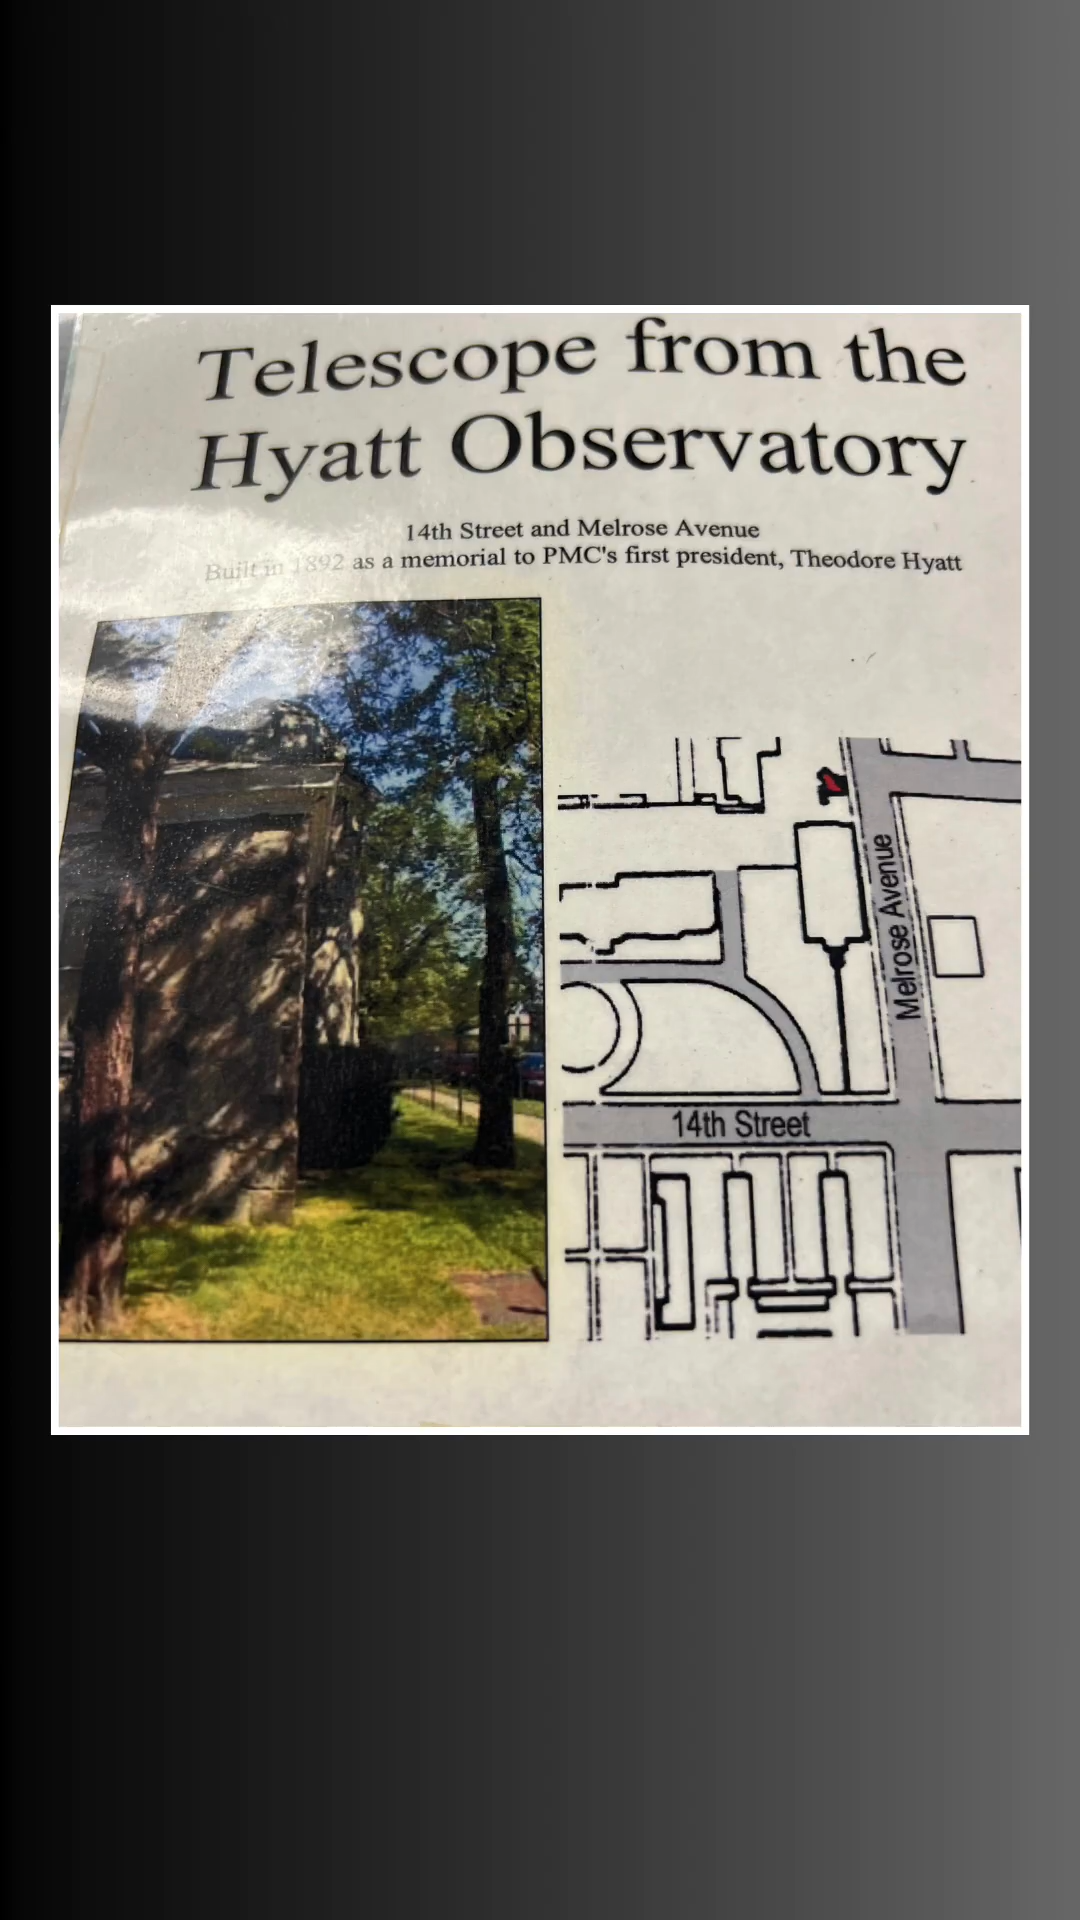 Telescope from the
Hyatt Observatory
14th Street and Melrose Avenue
Built in 1892 as a memorial to PMC's first president, Theodore Hyatt
Melrose Avenue
14th Street